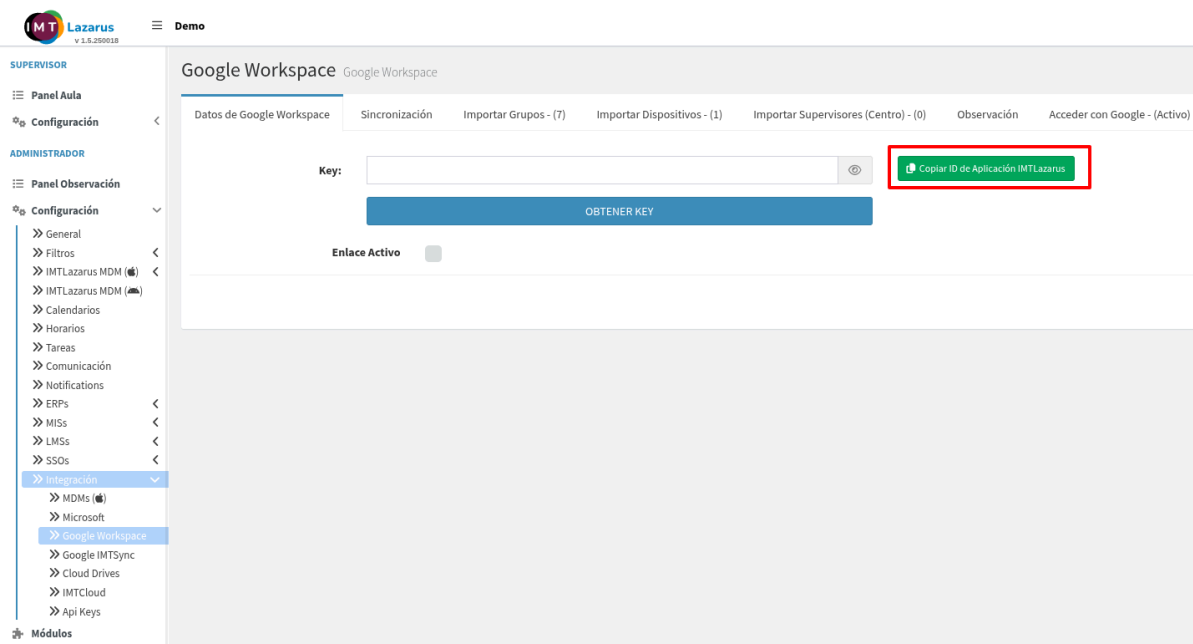 IMT Lazarus
v 1.5.250018
Demo
SUPERVISOR
Panel Aula
Configuración
ADMINISTRADOR
Panel Observación
Configuración
General
Filtros
IMTLazarus MDM ()
IMTLazarus MDM ()
Calendarios
Horarios
Tareas
Comunicación
Notifications
ERPs
MISs
LMSs
SSOs
Integración
MDMs ()
Microsoft
Google Workspace
Google IMTSync
Cloud Drives
IMTCloud
Api Keys
Módulos
Google Workspace Google Workspace
Datos de Google Workspace Sincronización Importar Grupos - (7) Importar Dispositivos - (1) Importar Supervisores (Centro) - (0) Observación Acceder con Google - (Activo)
Key: Copiar ID de Aplicación IMTLazarus
OBTENER KEY
Enlace Activo